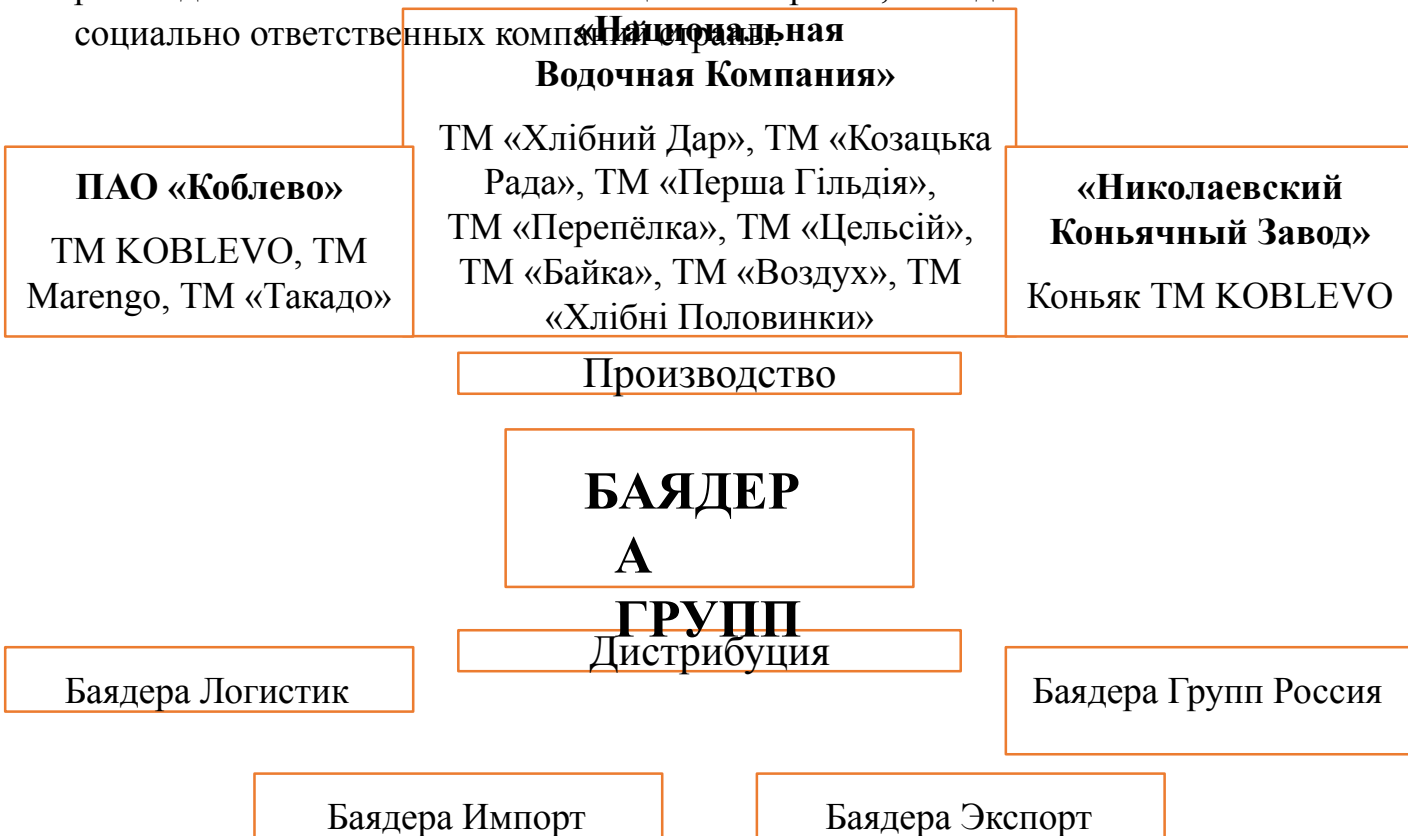 социально ответственных компаний страны.
«Национальная
Водочная Компания»
ТМ «Хлібний Дар», ТМ «Козацька
Рада», ТМ «Перша Гільдія»,
ТМ «Перепёлка», ТМ «Цельсій»,
ТМ «Байка», ТМ «Воздух», ТМ
«Хлібні Половинки»
ПАО «Коблево»
ТМ KOBLEVO, ТМ
Marengo, ТМ «Такадо»
«Николаевский
Коньячный Завод»
Коньяк ТМ KOBLEVO
Производство
БАЯДЕР
А
ГРУПП
Дистрибуция
Баядера Логистик
Баядера Групп Россия
Баядера Импорт
Баядера Экспорт